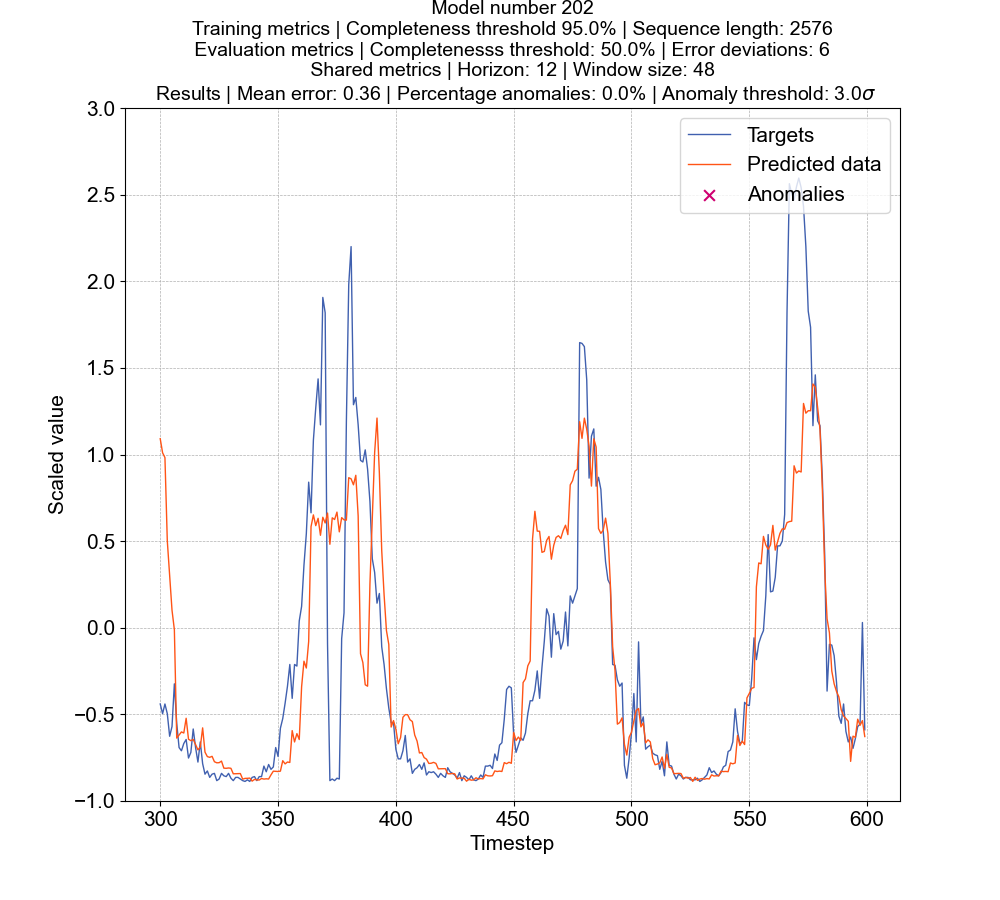 Model number 202
Training metrics | Completeness threshold 95.0% | Sequence length: 2576
Evaluation metrics | Completenesss threshold: 50.0% | Error deviations: 6
Shared metrics | Horizon: 12 | Window size: 48
Results | Mean error: 0.36 | Percentage anomalies: 0.0% | Anomaly threshold: 3.0σ
3.0
2.5
2.0
1.5
1.0
0.5
0.0
−0.5
−1.0
Scaled value
Targets
Predicted data
Anomalies
300 350 400 450 500 550 600
Timestep